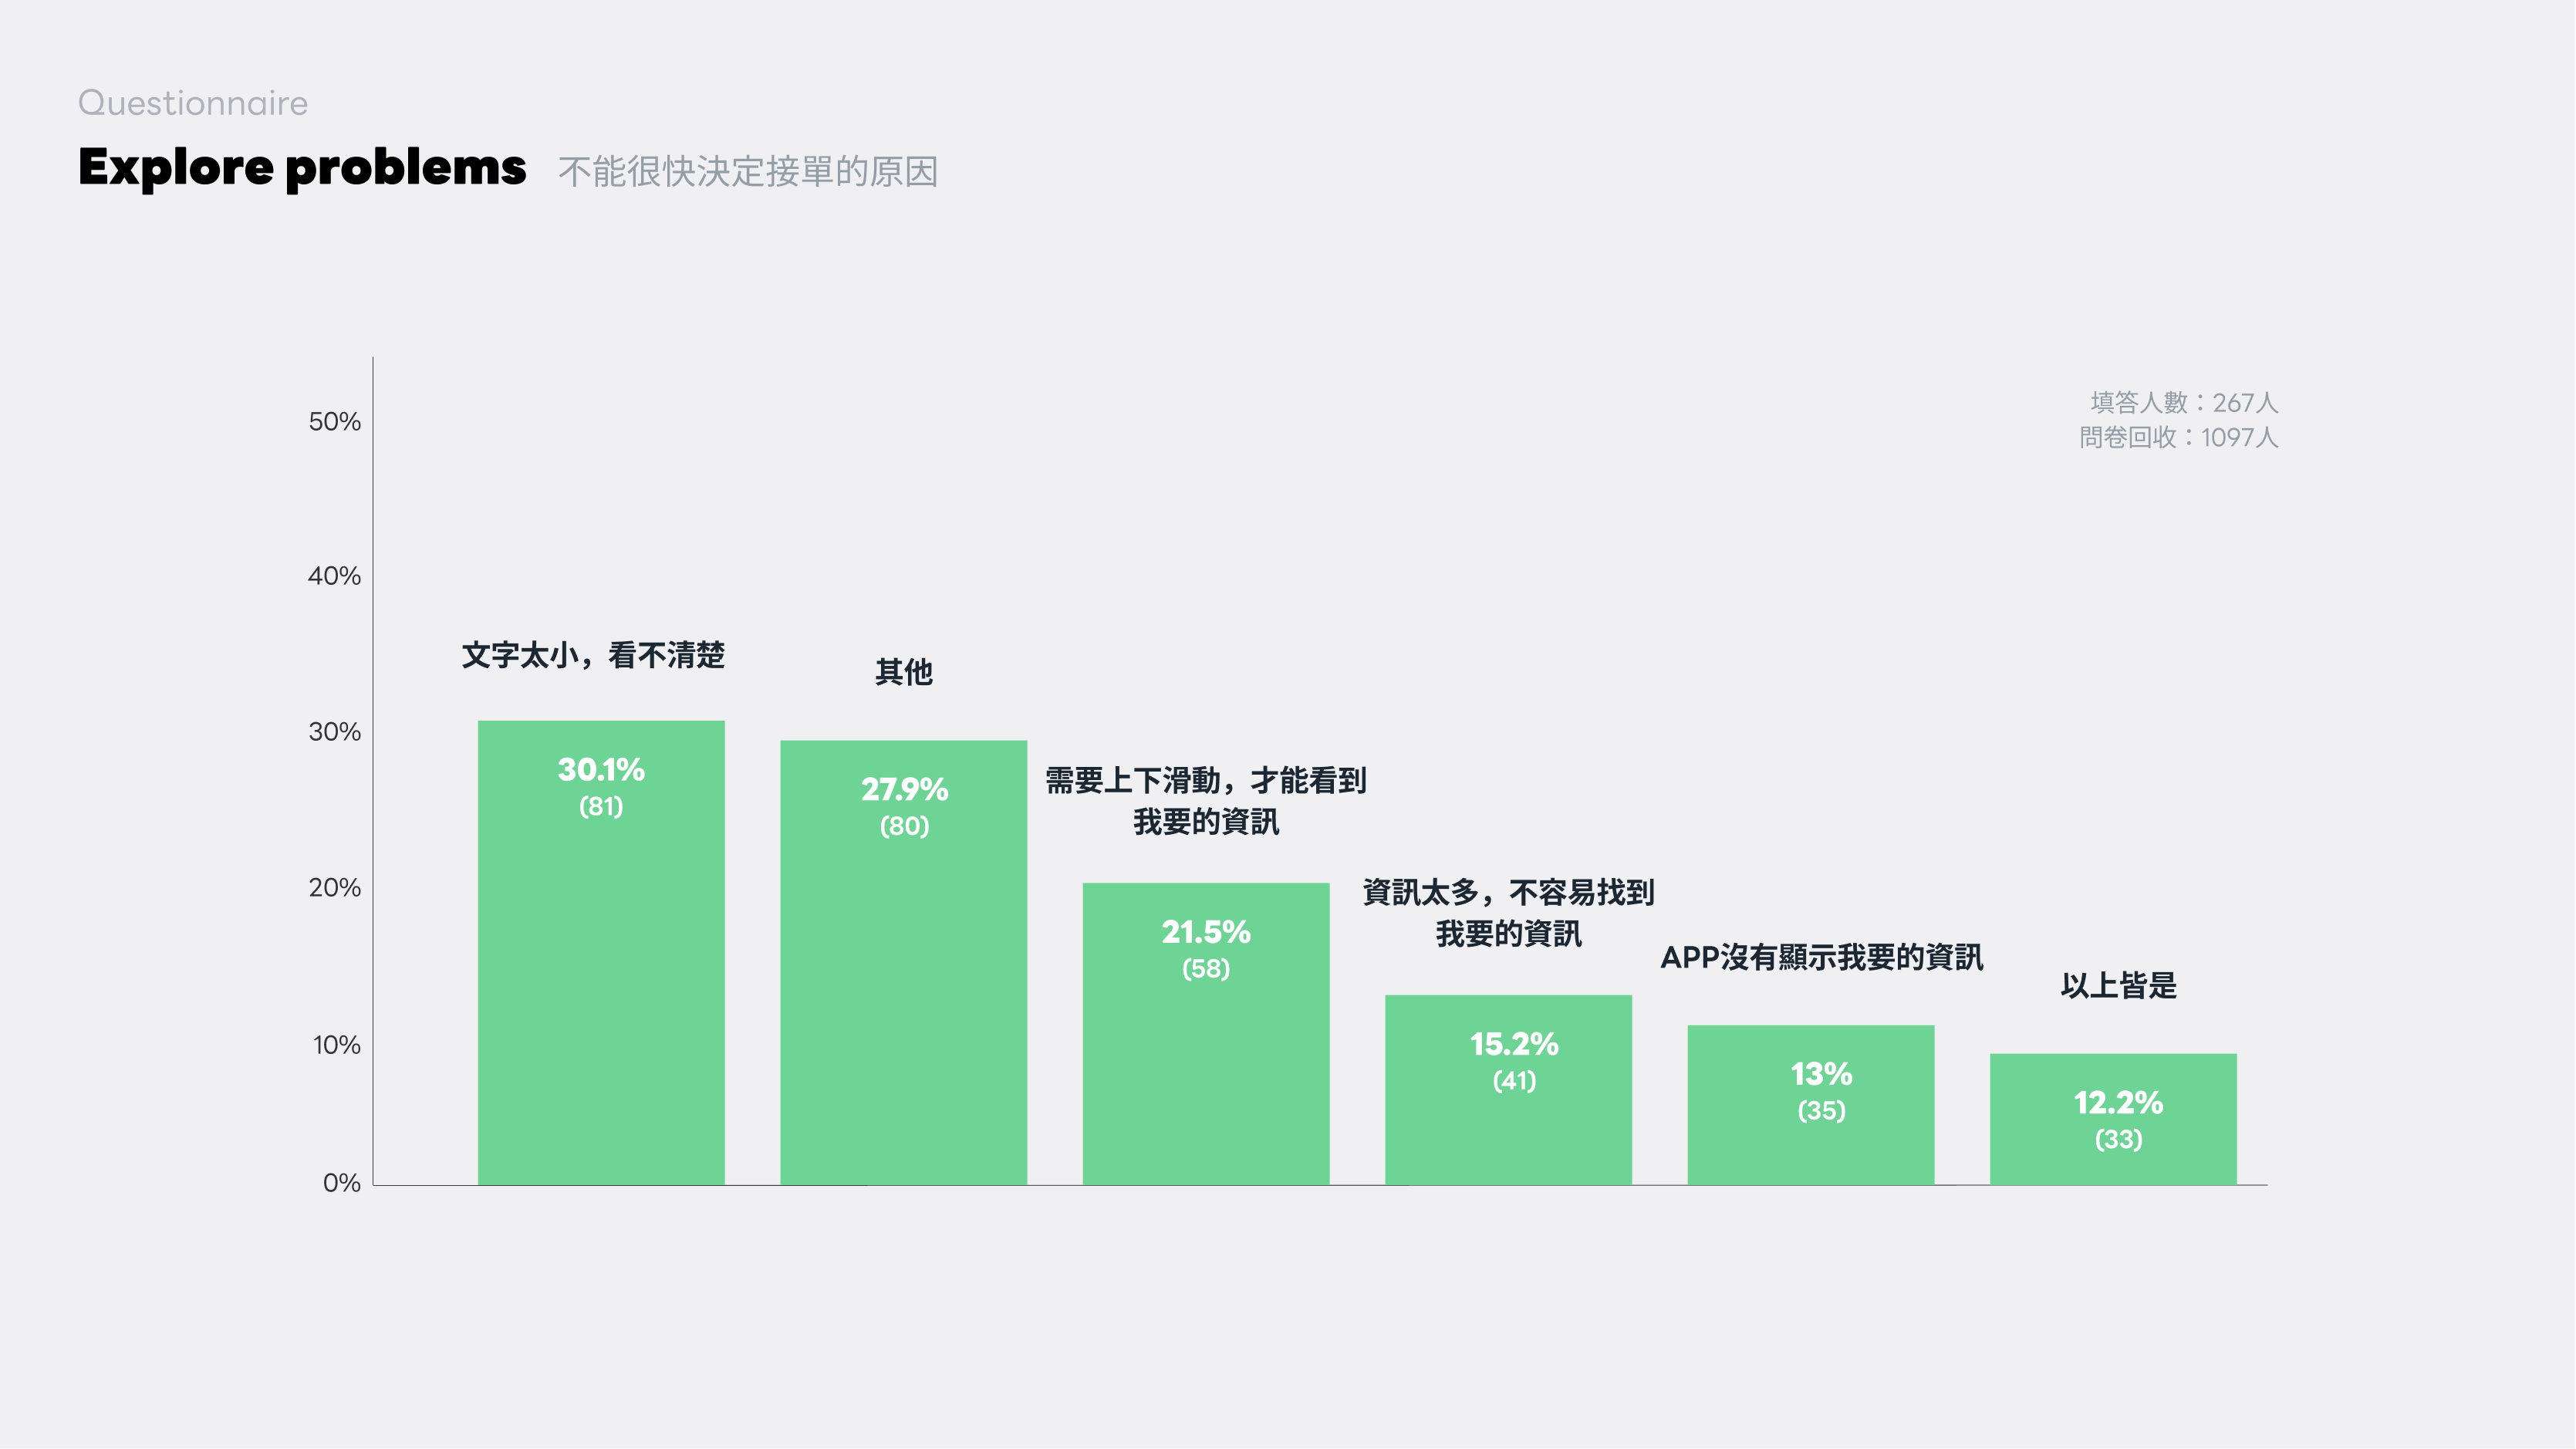 Questionnaire
Explore problems 不能很快決定接單的原因
填答人數：267人
問卷回收：1097人
50%
40%
30%
20%
10%
0%
文字太小，看不清楚
30.1%
(81)
其他
27.9%
(80)
需要上下滑動，才能看到
我要的資訊
21.5%
(58)
資訊太多，不容易找到
我要的資訊
15.2%
(41)
APP沒有顯示我要的資訊
13%
(35)
以上皆是
12.2%
(33)